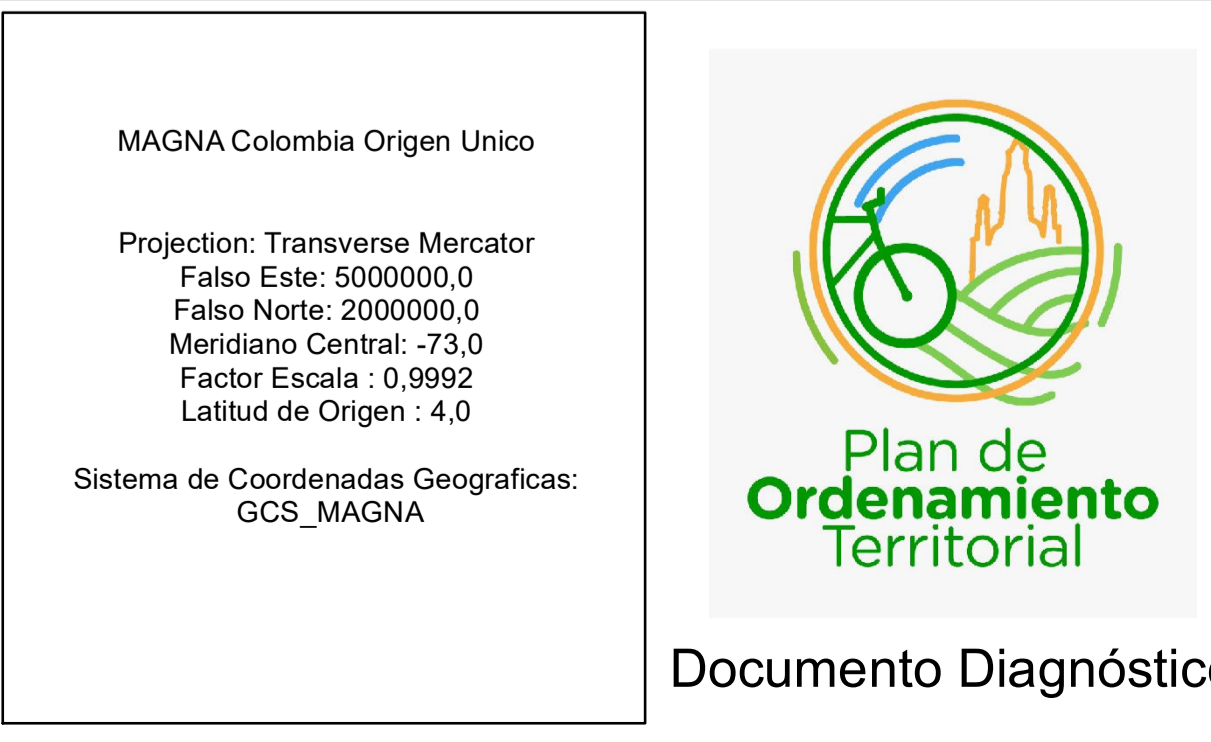 MAGNA Colombia Origen Unico
Projection: Transverse Mercator
Falso Este: 5000000,0
Falso Norte: 2000000,0
Meridiano Central: -73,0
Factor Escala : 0,9992
Latitud de Origen : 4,0
Sistema de Coordenadas Geograficas:
GCS_MAGNA
Plan de
Ordenamiento
Territorial
Documento Diagnóstico